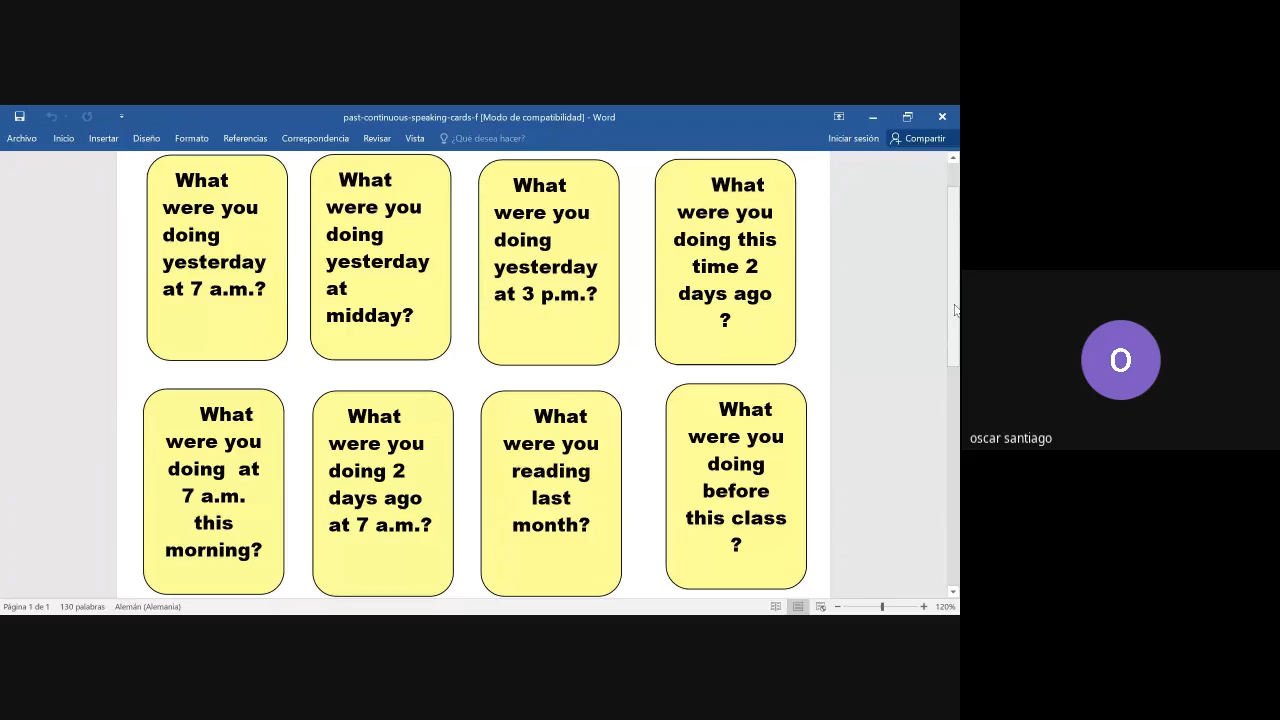 past-continuous-speaking-cards-f [Modo de compatibilidad] - Word
Archivo Inicio Insertar Diseño Formato Referencias Correspondencia Revisar Vista ¿Qué desea hacer? Iniciar sesión Compartir
What
were you
doing
yesterday
at 7 a.m.?
What
were you
doing
yesterday
at
midday?
What
were you
doing
yesterday
at 3 p.m.?
What
were you
doing this
time 2
days ago
?
What
were you
doing at
7 a.m.
this
morning?
What
were you
doing 2
days ago
at 7 a.m.?
What
were you
reading
last
month?
What
were you
doing
before
this class
?
O
oscar santiago
Página 1 de 1 130 palabras Alemán (Alemania) 120%